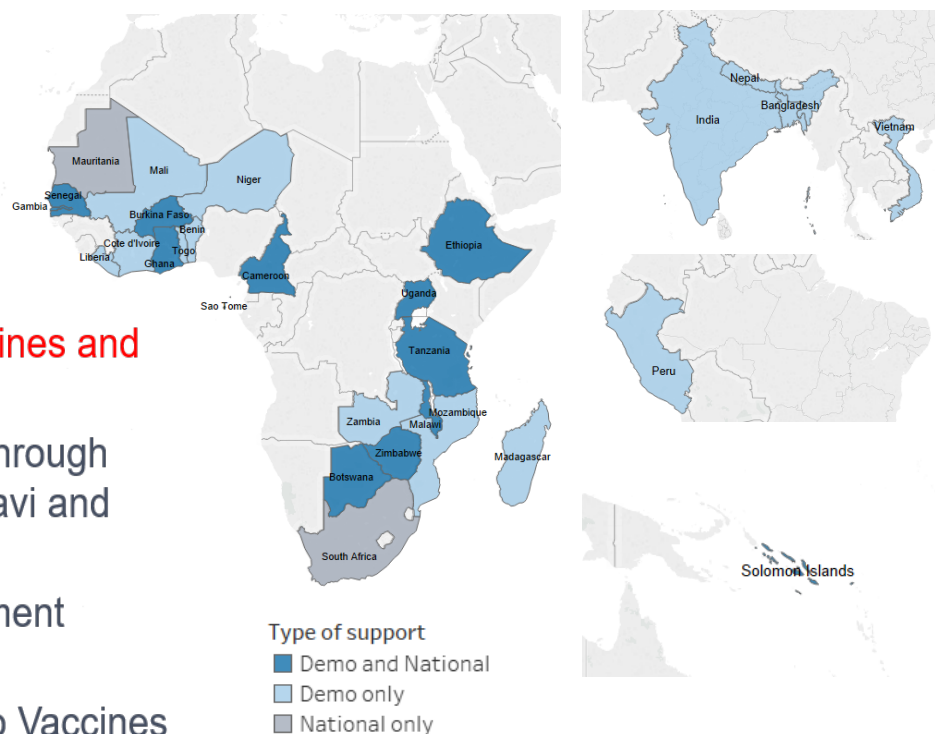 ines and
hrough
avi and
ment
o Vaccines
Mauritania
Mali
Niger
Senegal
Gambia
Burkina Faso
Benin
Cote d'Ivoire
Togo
Liberia
Ghana
Cameroon
Sao Tome
Ethiopia
Uganda
Tanzania
Zambia
Mozambique
Malawi
Zimbabwe
Botswana
Madagascar
South Africa
Nepal
Bangladesh
India
Vietnam
Peru
Solomon Islands
Type of support
Demo and National
Demo only
National only